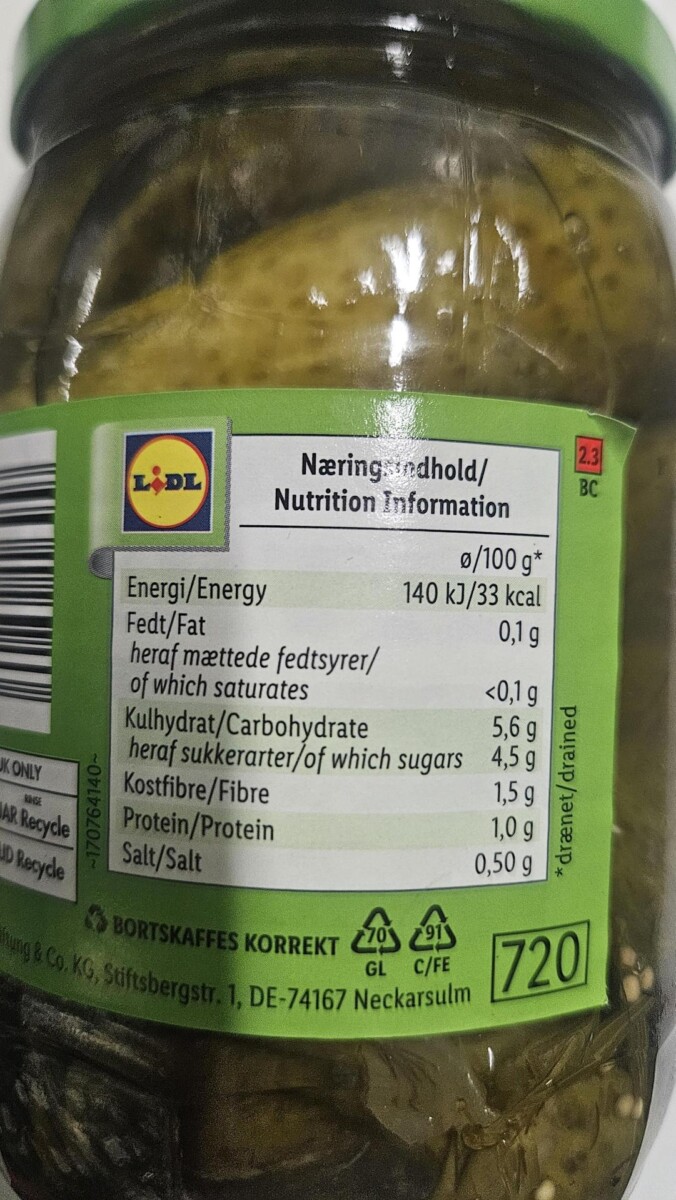 LIDL
Næringsindhold/
Nutrition Information
2.3
BC
ø/100 g*
Energi/Energy 140 kJ/33 kcal
Fedt/Fat 0,1 g
heraf mættede fedtsyrer/
of which saturates <0,1 g
Kulhydrat/Carbohydrate 5,6 g
heraf sukkerarter/of which sugars 4,5 g
Kostfibre/Fibre 1,5 g
Protein/Protein 1,0 g
Salt/Salt 0,50 g
*drænet/drained
~170764140~
ONLY
RINSE
Recycle
Recycle
BORTSKAFFES KORREKT
70
GL
91
C/FE
720
& Co. KG, Stiftsbergstr. 1, DE-74167 Neckarsulm